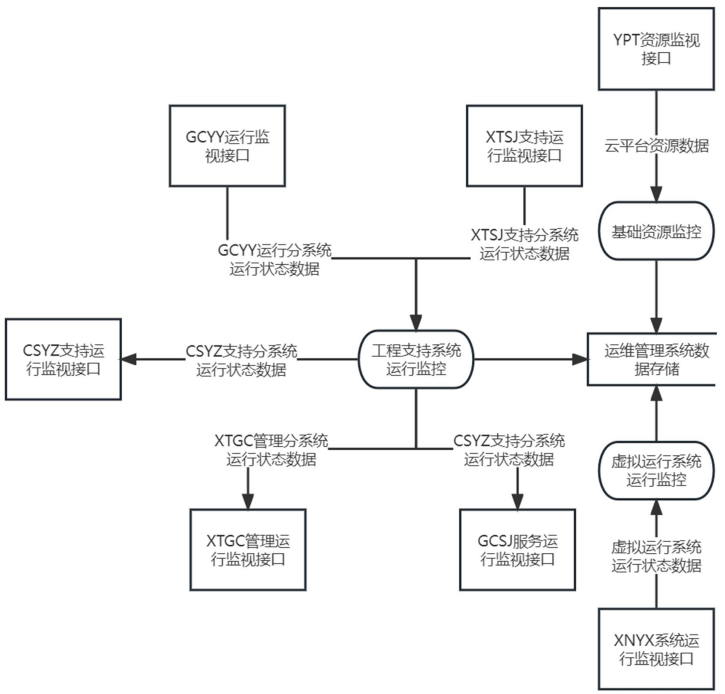 YPT资源监视
接口
GCYY运行监
视接口
XTSJ支持运
行监视接口
云平台资源数据
基础资源监控
GCYY运行分系统
运行状态数据
XTSJ支持分系统
运行状态数据
CSYZ支持运
行监视接口
CSYZ支持分系统
运行状态数据
工程支持系统
运行监控
运维管理系统数
据存储
XTGC管理分系统
运行状态数据
CSYZ支持分系统
运行状态数据
虚拟运行系统
运行监控
XTGC管理运
行监视接口
GCSJ服务运
行监视接口
虚拟运行系统
运行状态数据
XNYX系统运
行监视接口